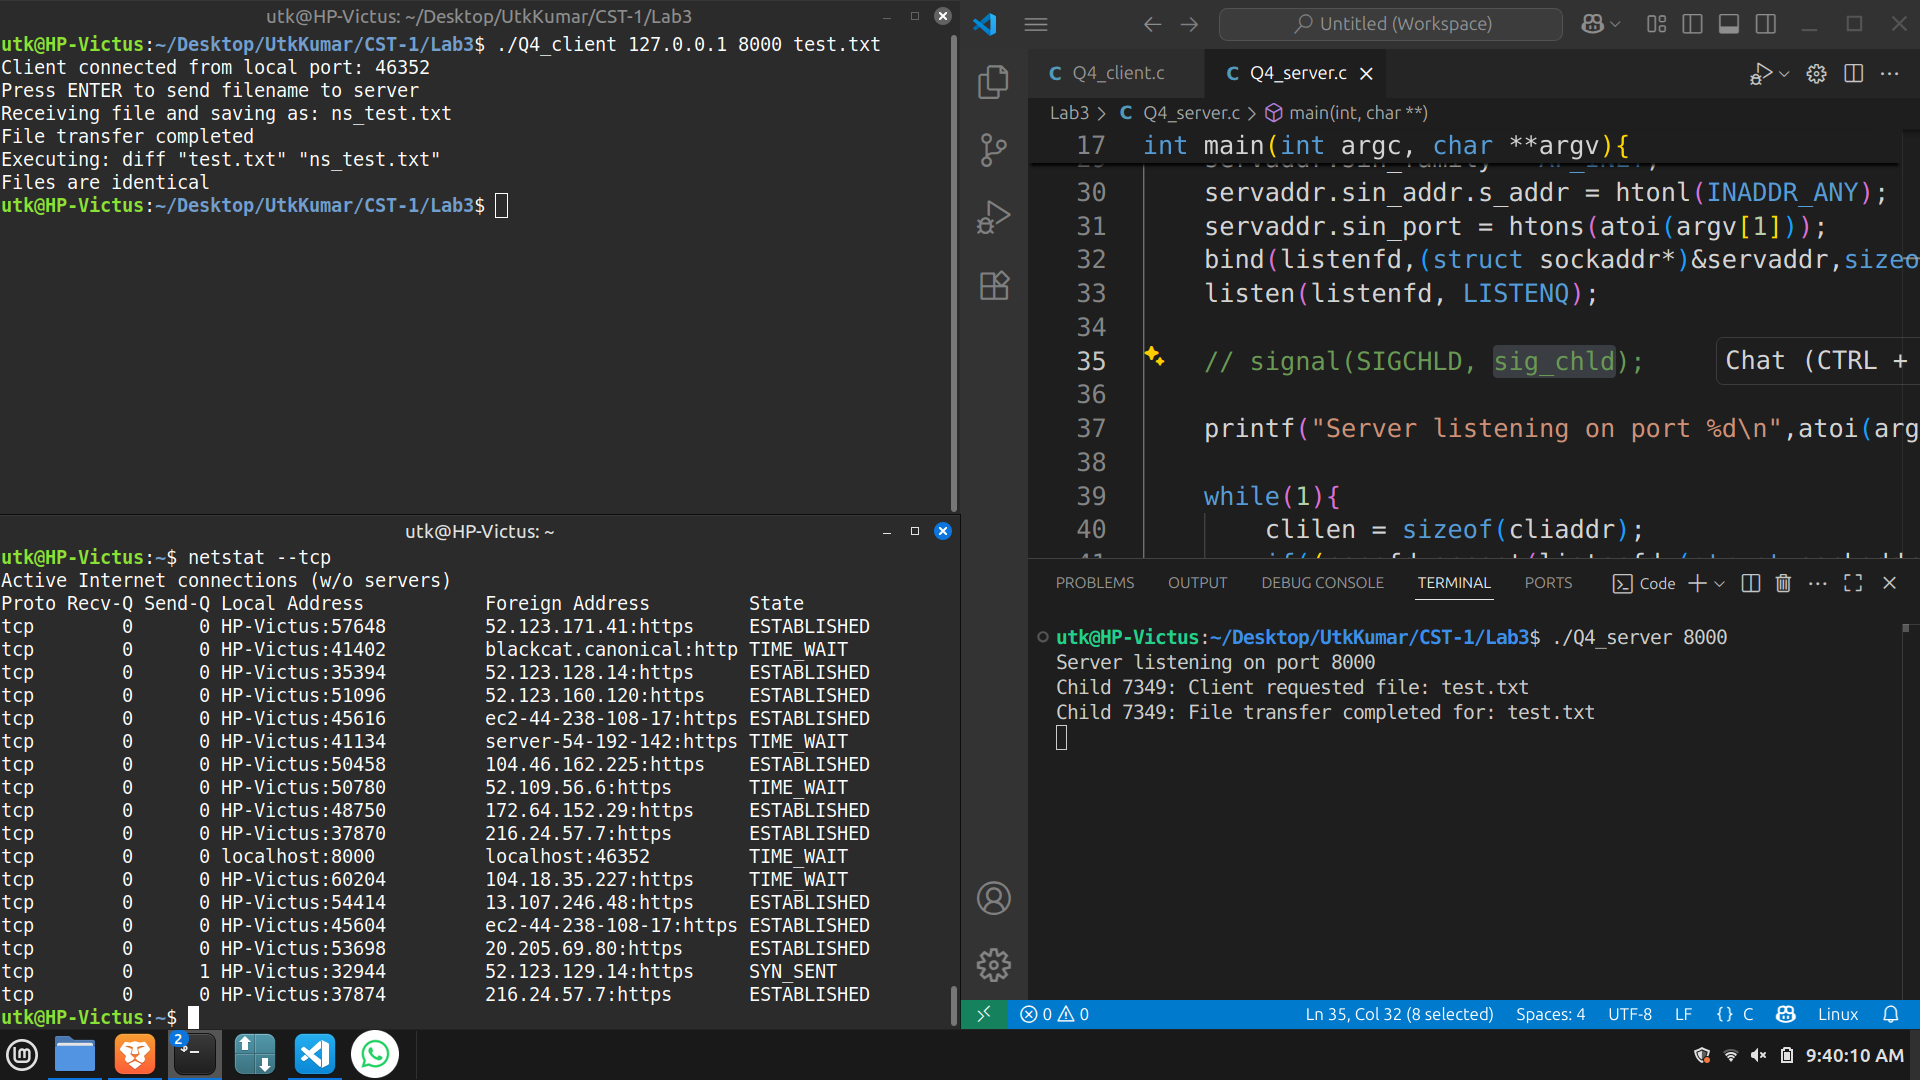 utk@HP-Victus: ~/Desktop/UtkKumar/CST-1/Lab3
utk@HP-Victus:~/Desktop/UtkKumar/CST-1/Lab3$ ./Q4_client 127.0.0.1 8000 test.txt
Client connected from local port: 46352
Press ENTER to send filename to server
Receiving file and saving as: ns_test.txt
File transfer completed
Executing: diff "test.txt" "ns_test.txt"
Files are identical
utk@HP-Victus:~/Desktop/UtkKumar/CST-1/Lab3$
utk@HP-Victus: ~
utk@HP-Victus:~$ netstat --tcp
Active Internet connections (w/o servers)
Proto Recv-Q Send-Q Local Address           Foreign Address         State
tcp        0      0 HP-Victus:57648         52.123.171.41:https     ESTABLISHED
tcp        0      0 HP-Victus:41402         blackcat.canonical:http TIME_WAIT
tcp        0      0 HP-Victus:35394         52.123.128.14:https     ESTABLISHED
tcp        0      0 HP-Victus:51096         52.123.160.120:https    ESTABLISHED
tcp        0      0 HP-Victus:45616         ec2-44-238-108-17:https ESTABLISHED
tcp        0      0 HP-Victus:41134         server-54-192-142:https TIME_WAIT
tcp        0      0 HP-Victus:50458         104.46.162.225:https    ESTABLISHED
tcp        0      0 HP-Victus:50780         52.109.56.6:https       TIME_WAIT
tcp        0      0 HP-Victus:48750         172.64.152.29:https     ESTABLISHED
tcp        0      0 HP-Victus:37870         216.24.57.7:https       ESTABLISHED
tcp        0      0 localhost:8000          localhost:46352         TIME_WAIT
tcp        0      0 HP-Victus:60204         104.18.35.227:https     TIME_WAIT
tcp        0      0 HP-Victus:54414         13.107.246.48:https     ESTABLISHED
tcp        0      0 HP-Victus:45604         ec2-44-238-108-17:https ESTABLISHED
tcp        0      0 HP-Victus:53698         20.205.69.80:https      ESTABLISHED
tcp        0      1 HP-Victus:32944         52.123.129.14:https     SYN_SENT
tcp        0      0 HP-Victus:37874         216.24.57.7:https       ESTABLISHED
utk@HP-Victus:~$
Untitled (Workspace)
C Q4_client.c C Q4_server.c
Lab3 > C Q4_server.c > main(int, char **)
17 int main(int argc, char **argv){
30 servaddr.sin_addr.s_addr = htonl(INADDR_ANY);
31 servaddr.sin_port = htons(atoi(argv[1]));
32 bind(listenfd,(struct sockaddr*)&servaddr,sizeo
33 listen(listenfd, LISTENQ);
34
35 // signal(SIGCHLD, sig_chld);
Chat (CTRL +
36
37 printf("Server listening on port %d\n",atoi(arg
38
39 while(1){
40 clilen = sizeof(cliaddr);
PROBLEMS OUTPUT DEBUG CONSOLE TERMINAL PORTS Code
utk@HP-Victus:~/Desktop/UtkKumar/CST-1/Lab3$ ./Q4_server 8000
Server listening on port 8000
Child 7349: Client requested file: test.txt
Child 7349: File transfer completed for: test.txt
0 0 Ln 35, Col 32 (8 selected) Spaces: 4 UTF-8 LF {} C Linux
2
9:40:10 AM